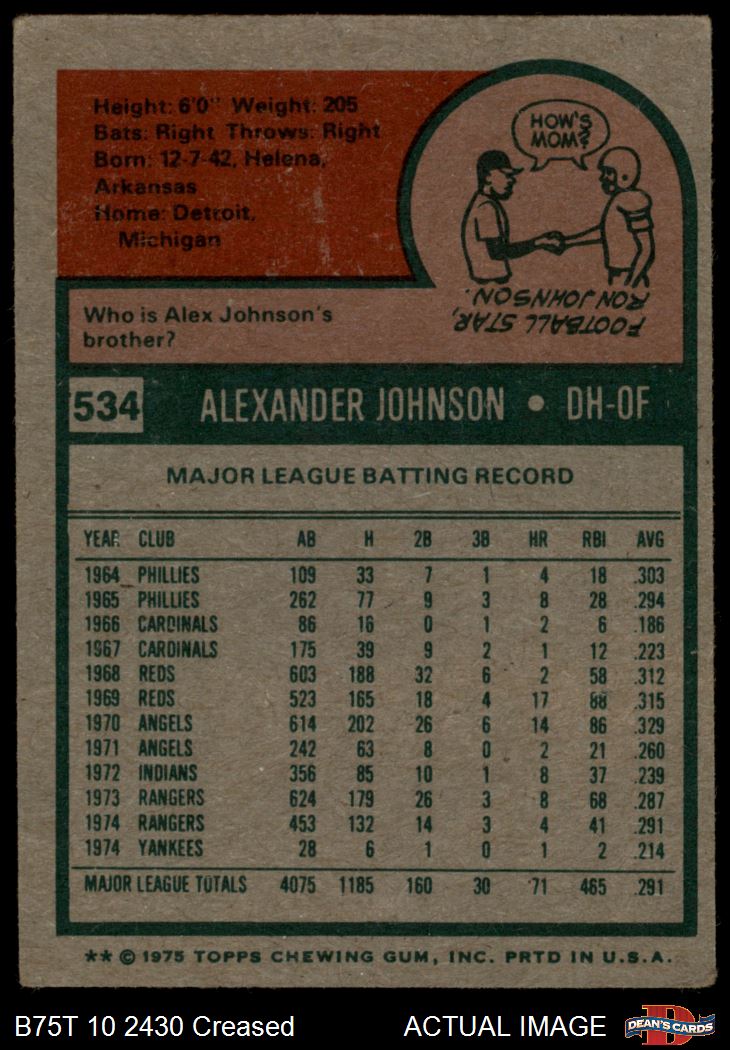 Height: 6'0" Weight: 205
Bats: Right Throws: Right
Born: 12-7-42, Helena,
Arkansas
Home: Detroit,
Michigan
HOW'S
MOM?
Who is Alex Johnson's
brother?
FOOTBALL STAR,
RON JOHNSON.
534 ALEXANDER JOHNSON • DH-OF
MAJOR LEAGUE BATTING RECORD
YEAR CLUB AB H 2B 3B HR RBI AVG
1964 PHILLIES 109 33 7 1 4 18 .303
1965 PHILLIES 262 77 9 3 8 28 .294
1966 CARDINALS 86 16 0 1 2 6 .186
1967 CARDINALS 175 39 9 2 1 12 .223
1968 REDS 603 188 32 6 2 58 .312
1969 REDS 523 165 18 4 17 88 .315
1970 ANGELS 614 202 26 6 14 86 .329
1971 ANGELS 242 63 8 0 2 21 .260
1972 INDIANS 356 85 10 1 8 37 .239
1973 RANGERS 624 179 26 3 8 68 .287
1974 RANGERS 453 132 14 3 4 41 .291
1974 YANKEES 28 6 1 0 1 2 .214
MAJOR LEAGUE TOTALS 4075 1185 160 30 71 465 .291
** © 1975 TOPPS CHEWING GUM, INC. PRTD IN U.S.A.
B75T 10 2430 Creased ACTUAL IMAGE
D
DEAN'S CARDS